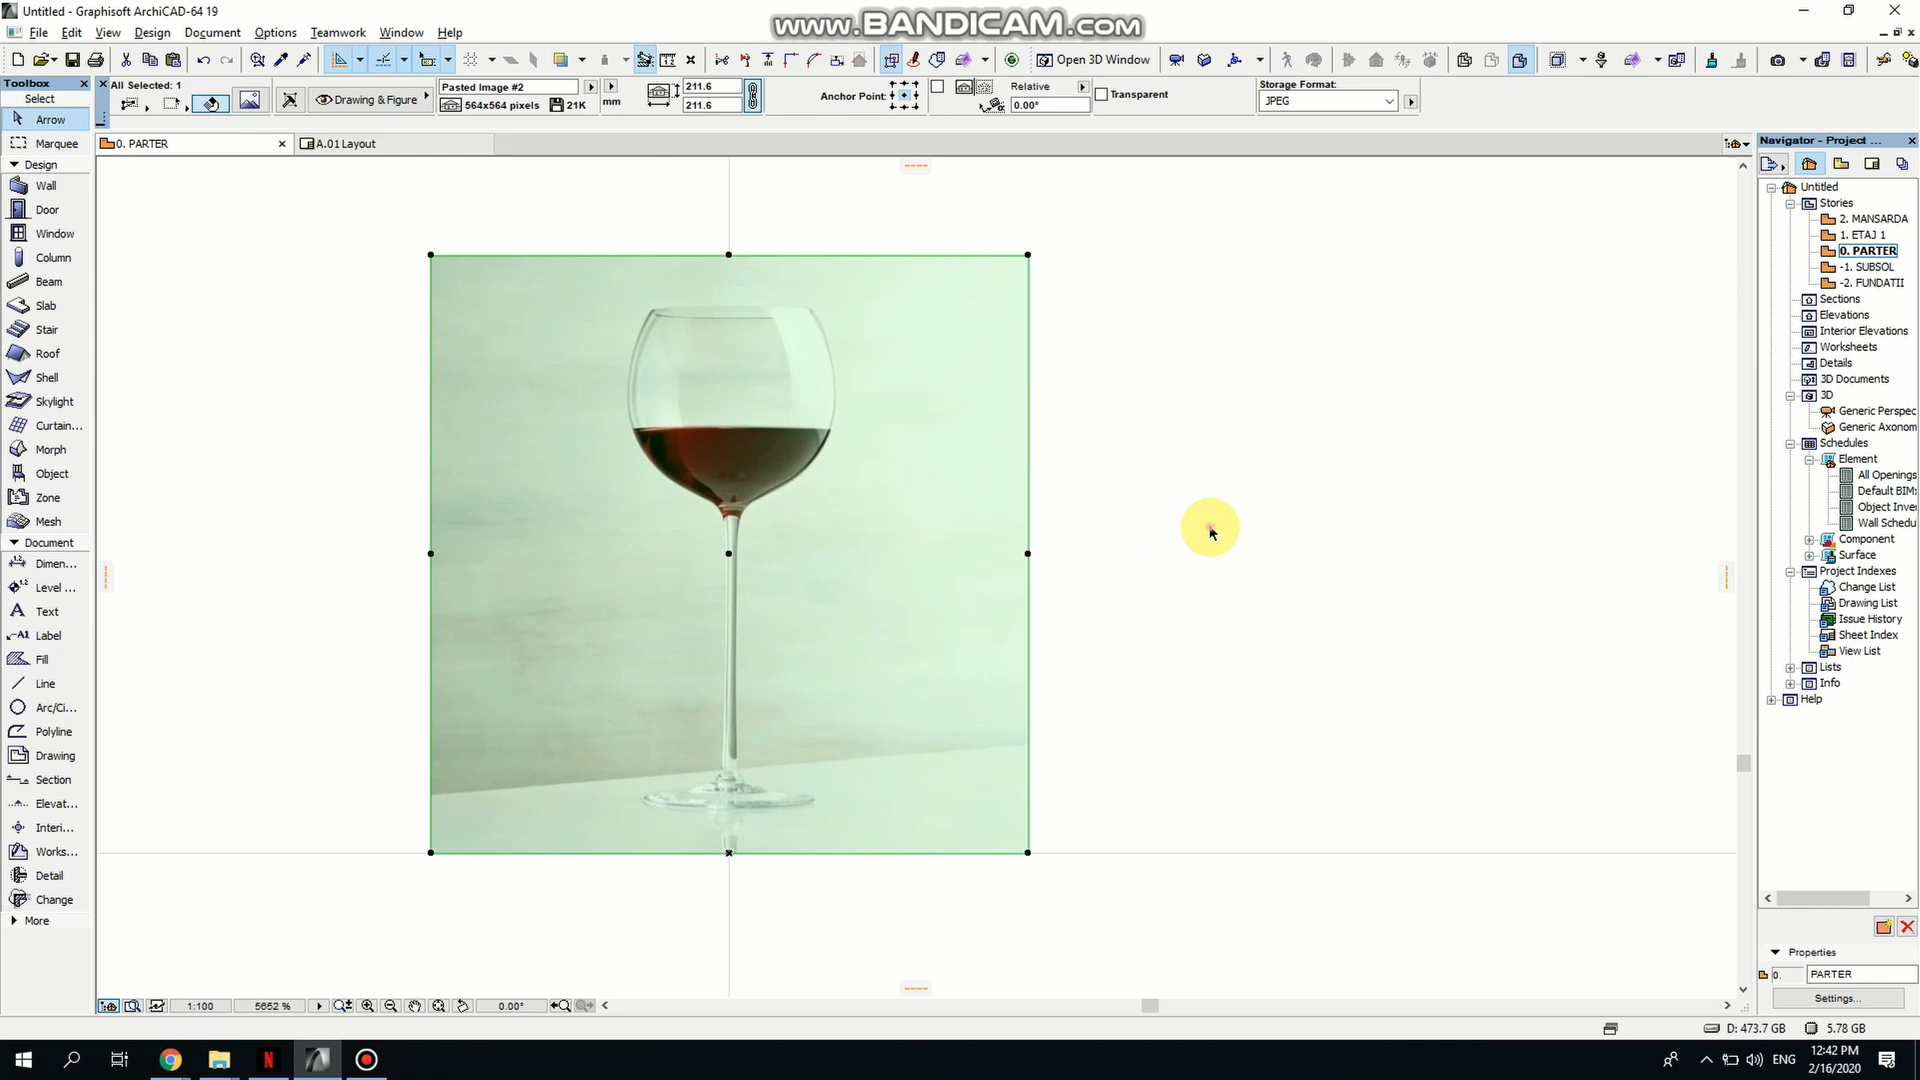 Untitled - Graphisoft ArchiCAD-64 19
www.BANDICAM.com
File Edit View Design Document Options Teamwork Window Help
Open 3D Window
Toolbox
Select
Arrow
Marquee
Design
Wall
Door
Window
Column
Beam
Slab
Stair
Roof
Shell
Skylight
Curtain...
Morph
Object
Zone
Mesh
Document
Dimen...
Level ...
Text
Label
Fill
Line
Arc/Ci...
Polyline
Drawing
Section
Elevat...
Interi...
Works...
Detail
Change
More
All Selected: 1
Drawing & Figure
Pasted Image #2
564x564 pixels 21K
mm
211.6
211.6
Anchor Point:
Relative
0.00°
Transparent
Storage Format:
JPEG
0. PARTER
A.01 Layout
1:100 5652 % 0.00°
Navigator - Project ...
Untitled
Stories
2. MANSARDA
1. ETAJ 1
0. PARTER
-1. SUBSOL
-2. FUNDATII
Sections
Elevations
Interior Elevations
Worksheets
Details
3D Documents
3D
Generic Perspec
Generic Axonom
Schedules
Element
All Openings
Default BIMx
Object Inve
Wall Schedu
Component
Surface
Project Indexes
Change List
Drawing List
Issue History
Sheet Index
View List
Lists
Info
Help
Properties
0. PARTER
Settings...
D: 473.7 GB 5.78 GB
ENG
12:42 PM
2/16/2020